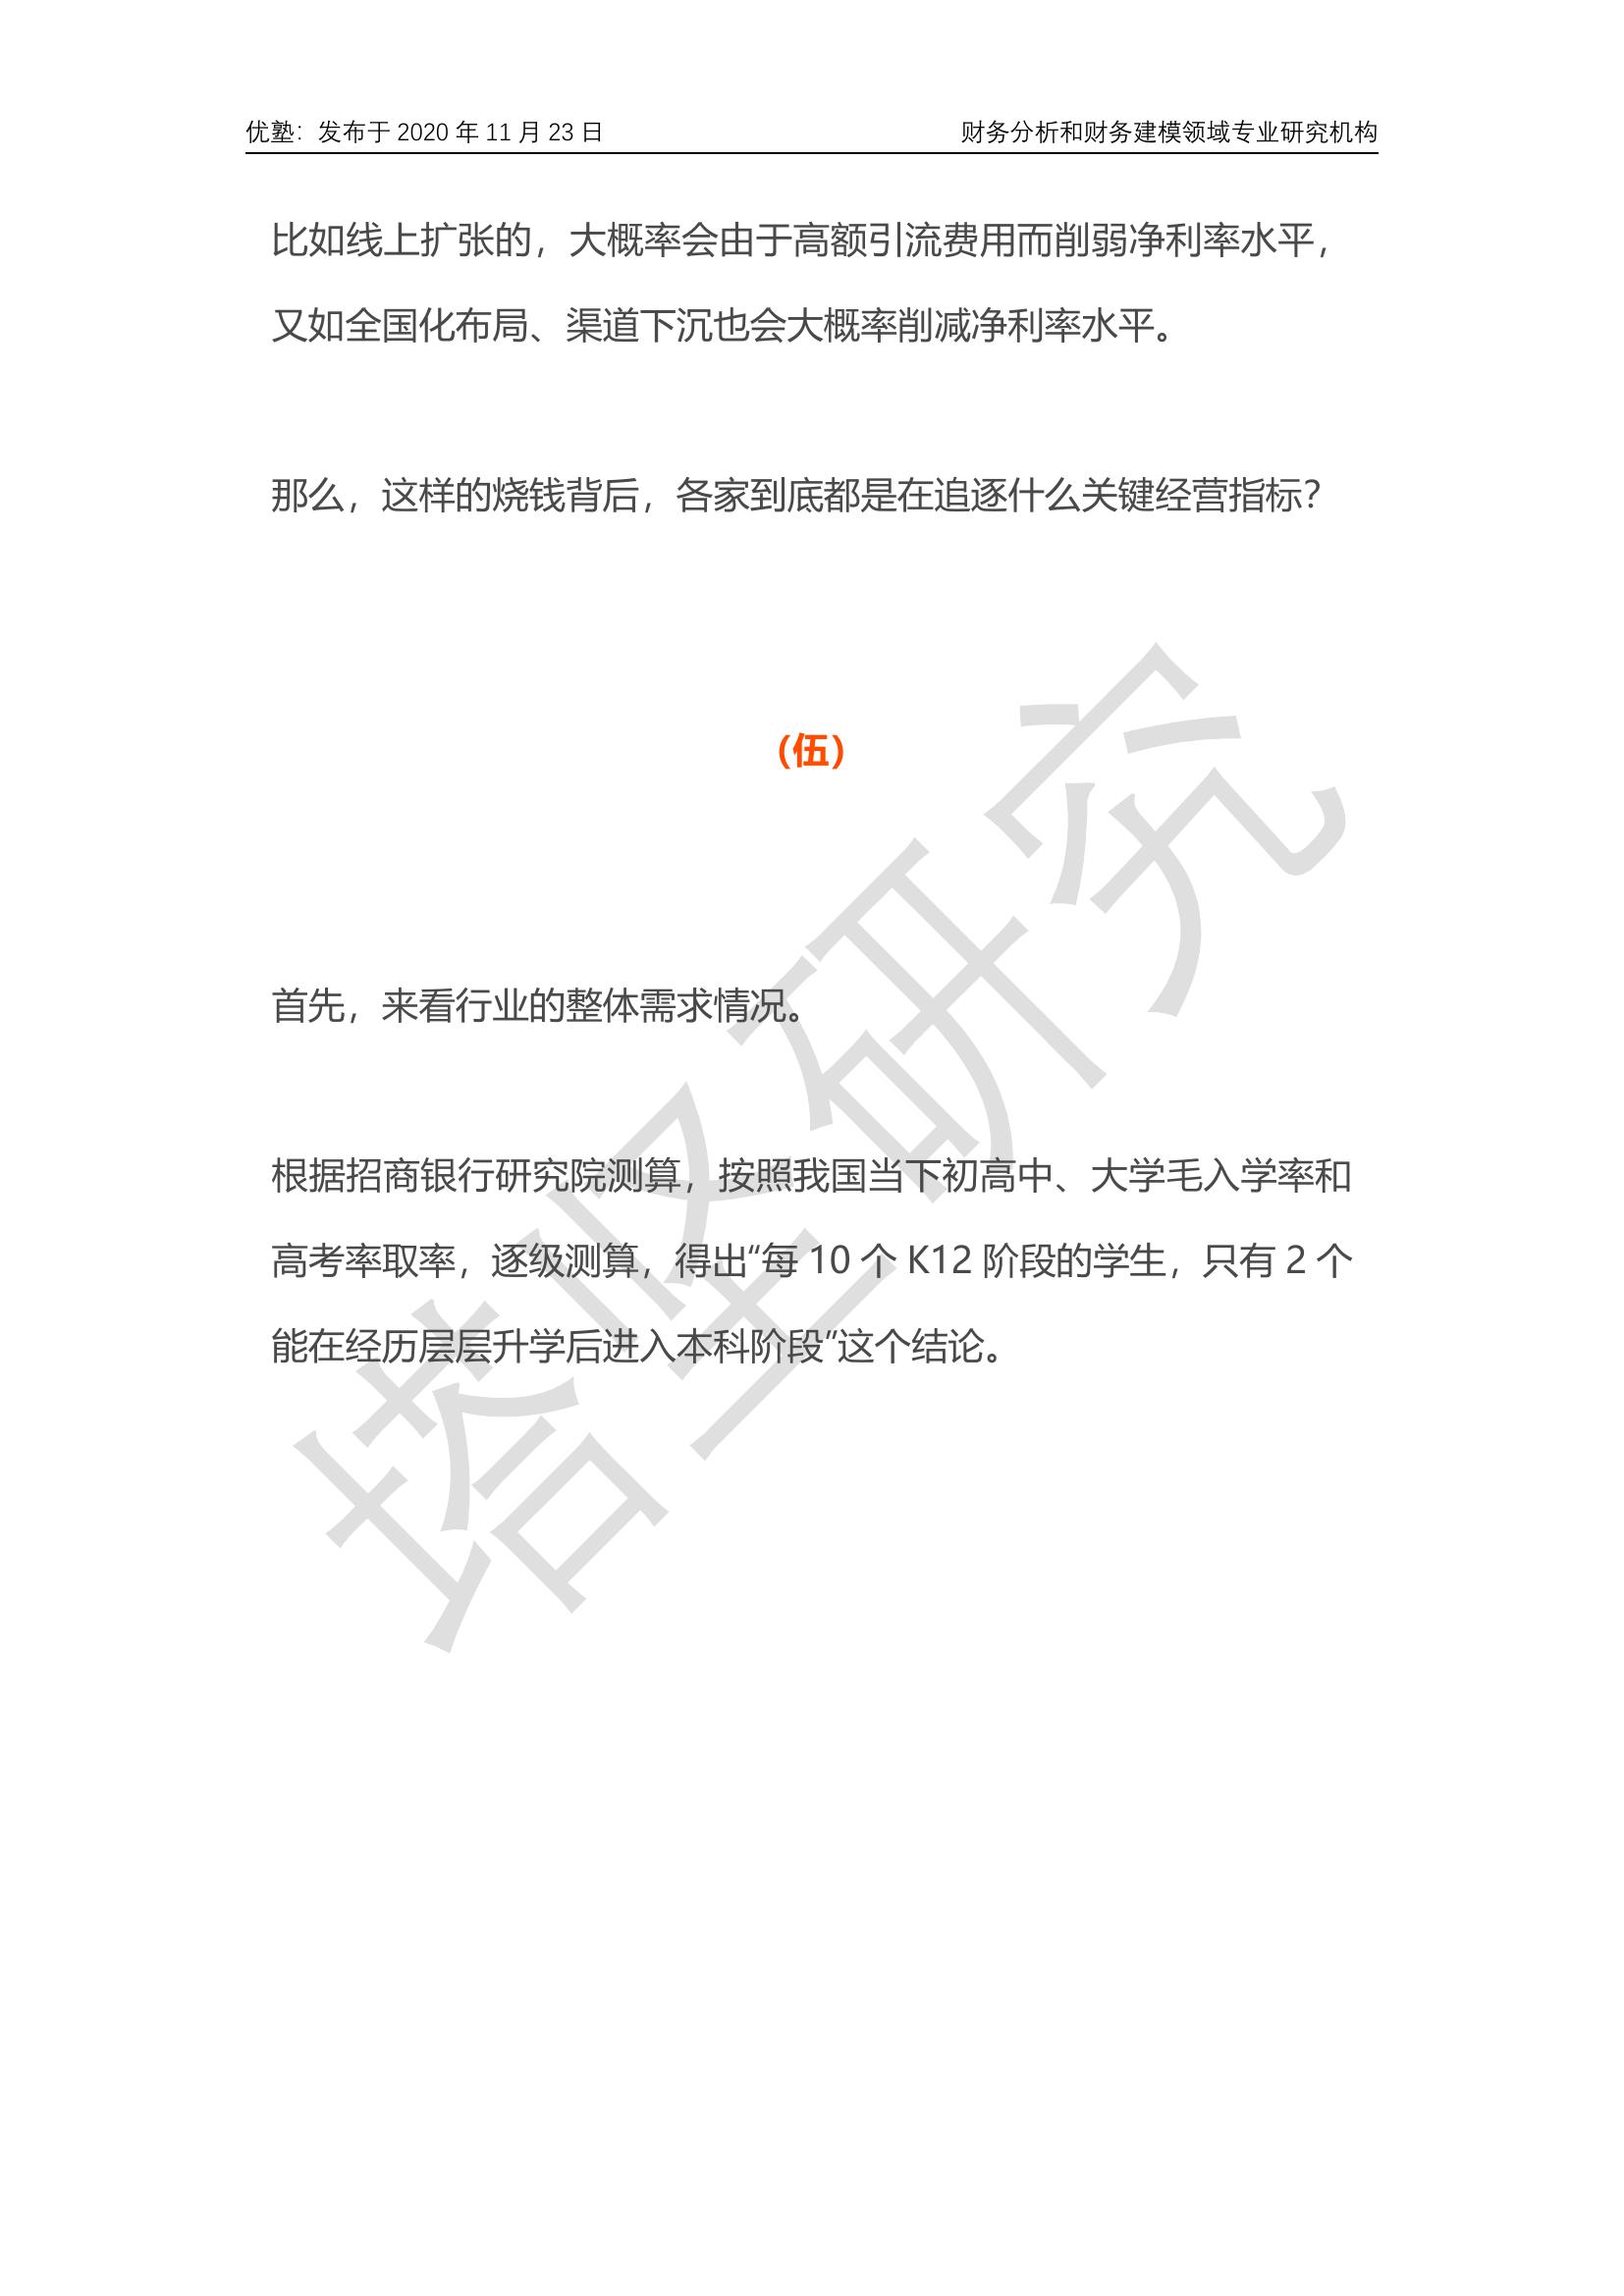 优塾：发布于 2020 年 11 月 23 日
财务分析和财务建模领域专业研究机构
比如线上扩张的，大概率会由于高额引流费用而削弱净利率水平，
又如全国化布局、渠道下沉也会大概率削减净利率水平。
那么，这样的烧钱背后，各家到底都是在追逐什么关键经营指标？
（伍）
首先，来看行业的整体需求情况。
根据招商银行研究院测算，按照我国当下初高中、大学毛入学率和
高考率取率，逐级测算，得出“每 10 个 K12 阶段的学生，只有 2 个
能在经历层层升学后进入本科阶段”这个结论。
塔坚研究